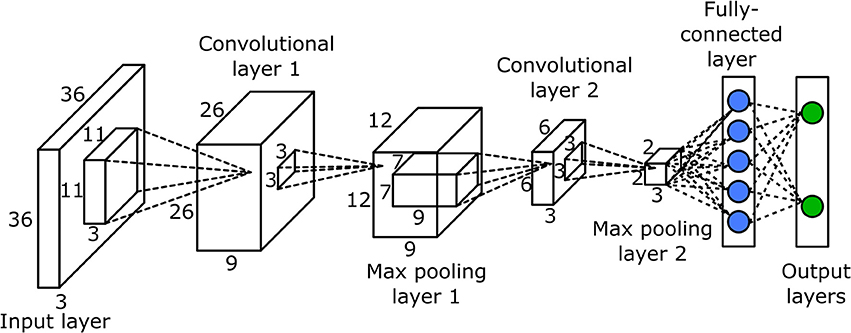 36
11
11
36
3
3
Input layer
Convolutional
layer 1
26
3
3
26
9
12
7
7
12
9
9
Max pooling
layer 1
Convolutional
layer 2
6
3
3
6
3
2
2
3
Max pooling
layer 2
Fully-
connected
layer
Output
layers